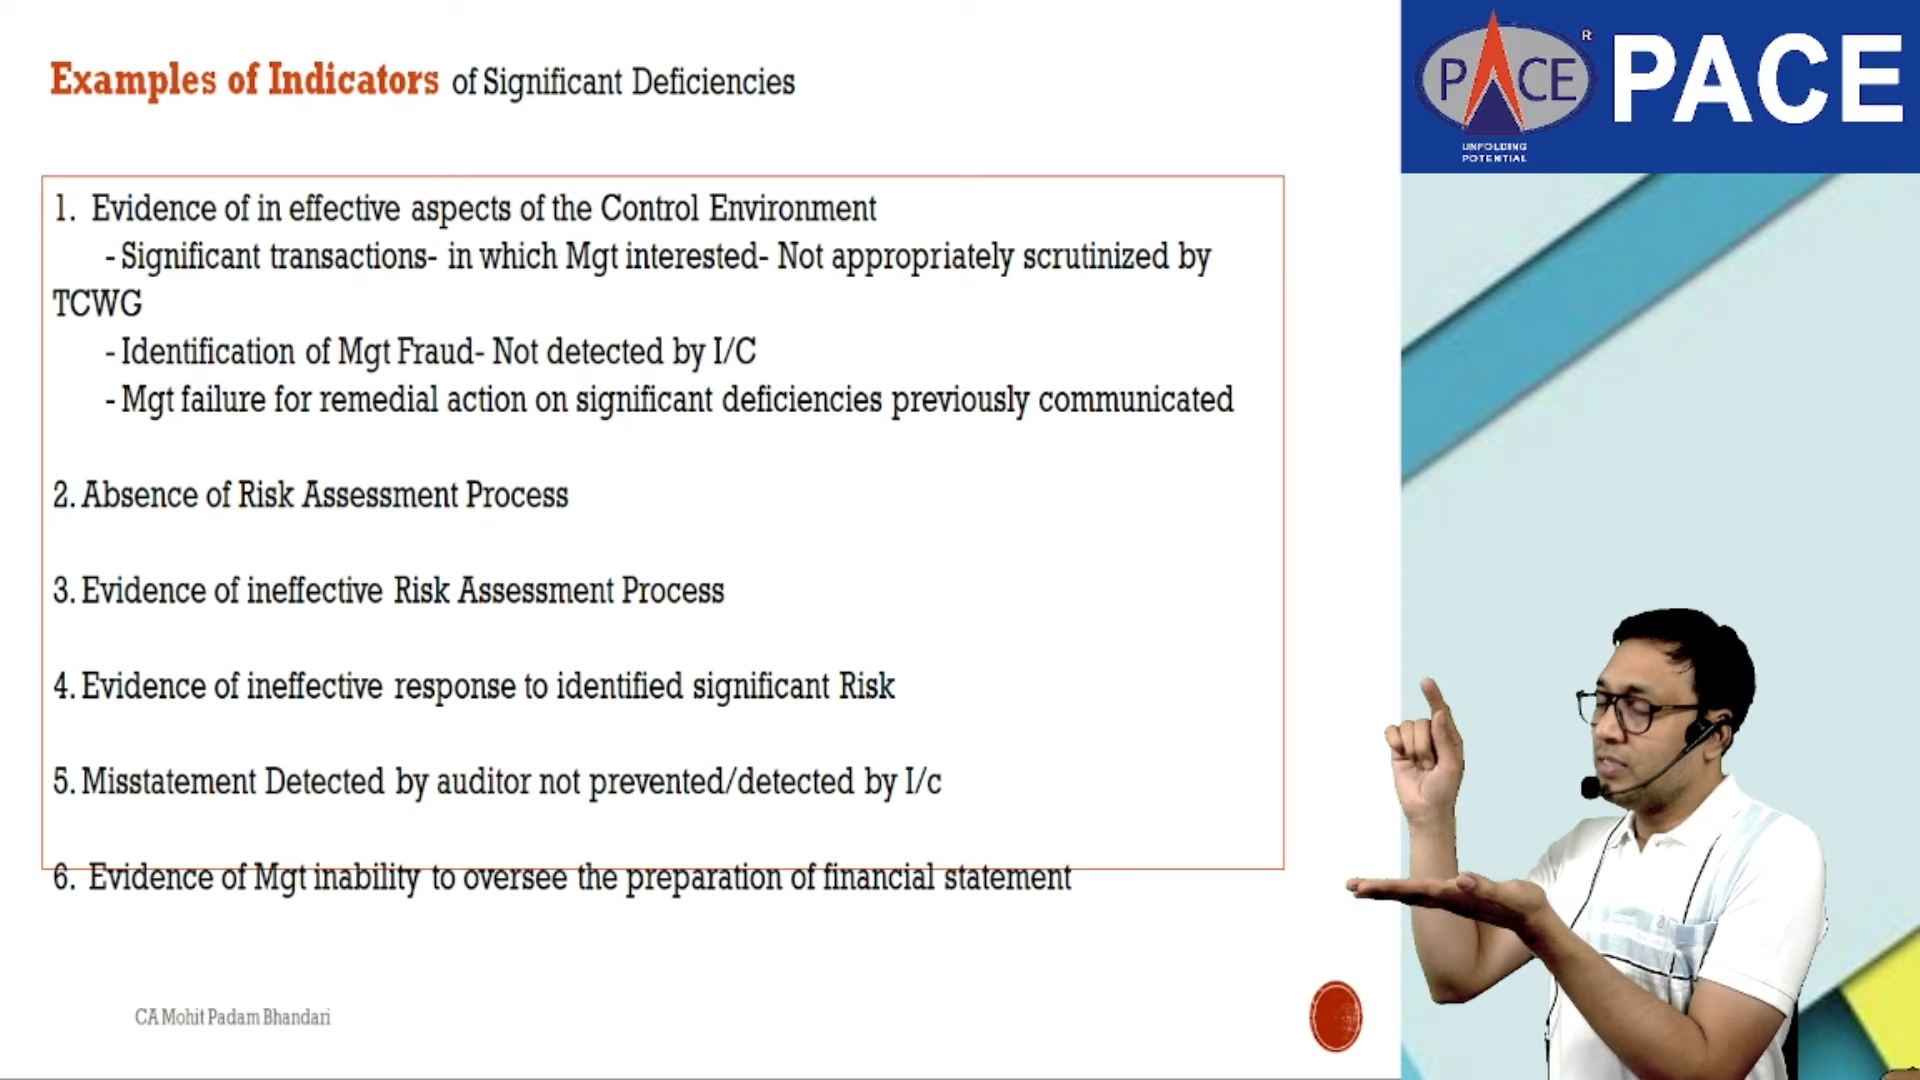 Examples of Indicators of Significant Deficiencies
1. Evidence of in effective aspects of the Control Environment
- Significant transactions- in which Mgt interested- Not appropriately scrutinized by
TCWG
- Identification of Mgt Fraud- Not detected by I/C
- Mgt failure for remedial action on significant deficiencies previously communicated
2. Absence of Risk Assessment Process
3. Evidence of ineffective Risk Assessment Process
4. Evidence of ineffective response to identified significant Risk
5. Misstatement Detected by auditor not prevented/detected by I/c
6. Evidence of Mgt inability to oversee the preparation of financial statement
CA Mohit Padam Bhandari
PACE
R
PACE
UNFOLDING
POTENTIAL